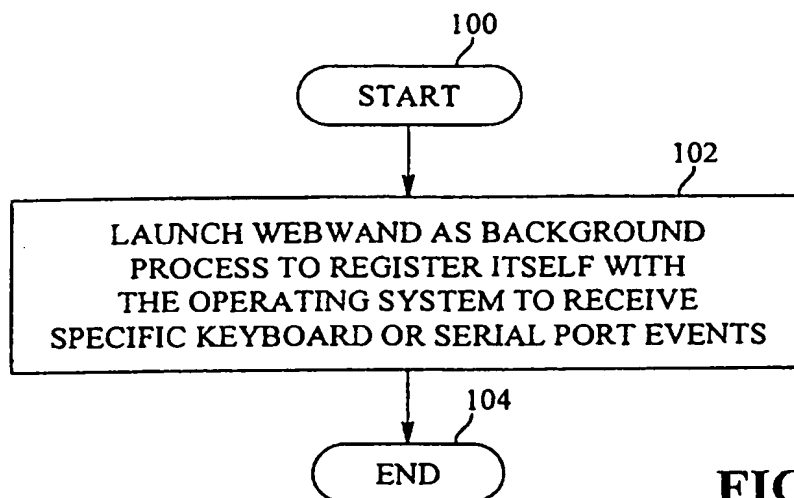 100
START
102
LAUNCH WEBWAND AS BACKGROUND
PROCESS TO REGISTER ITSELF WITH
THE OPERATING SYSTEM TO RECEIVE
SPECIFIC KEYBOARD OR SERIAL PORT EVENTS
104
END